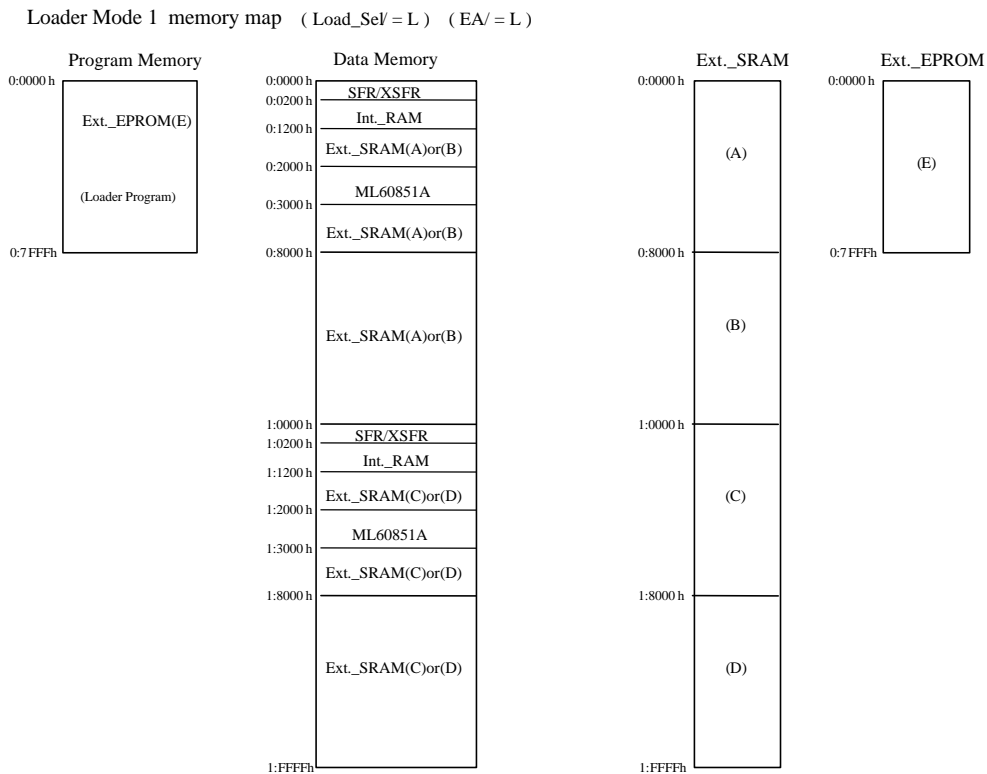 Loader Mode 1 memory map ( Load_Sel/ = L ) ( EA/ = L )
Program Memory
0:0000 h
Ext._EPROM(E)
(Loader Program)
0:7FFFh
Data Memory
0:0000 h
SFR/XSFR
0:0200 h
Int._RAM
0:1200 h
Ext._SRAM(A)or(B)
0:2000 h
ML60851A
0:3000 h
Ext._SRAM(A)or(B)
0:8000 h
Ext._SRAM(A)or(B)
1:0000 h
SFR/XSFR
1:0200 h
Int._RAM
1:1200 h
Ext._SRAM(C)or(D)
1:2000 h
ML60851A
1:3000 h
Ext._SRAM(C)or(D)
1:8000 h
Ext._SRAM(C)or(D)
1:FFFFh
Ext._SRAM
0:0000 h
(A)
0:8000 h
(B)
1:0000 h
(C)
1:8000 h
(D)
1:FFFFh
Ext._EPROM
0:0000 h
(E)
0:7FFFh